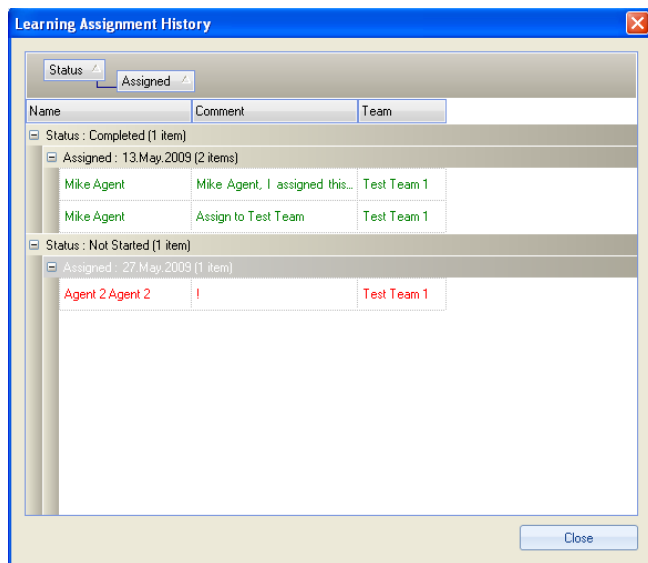 Learning Assignment History
Status
Assigned
Name Comment Team
Status : Completed (1 item)
Assigned : 13.May.2009 (2 items)
Mike Agent Mike Agent, I assigned this... Test Team 1
Mike Agent Assign to Test Team Test Team 1
Status : Not Started (1 item)
Assigned : 27.May.2009 (1 item)
Agent 2 Agent 2 ! Test Team 1
Close